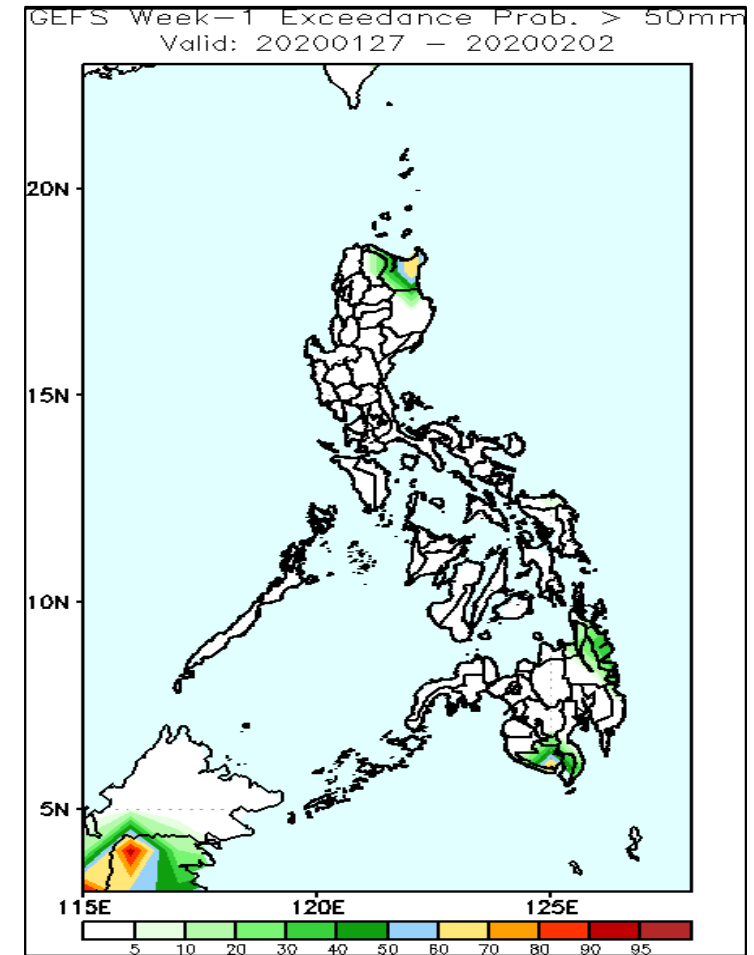 GEFS Week-1 Exceedance Prob. > 50mm
Valid: 20200127 - 20200202
20N
15N
10N
5N
115E 120E 125E
5 10 20 30 40 50 60 70 80 90 95